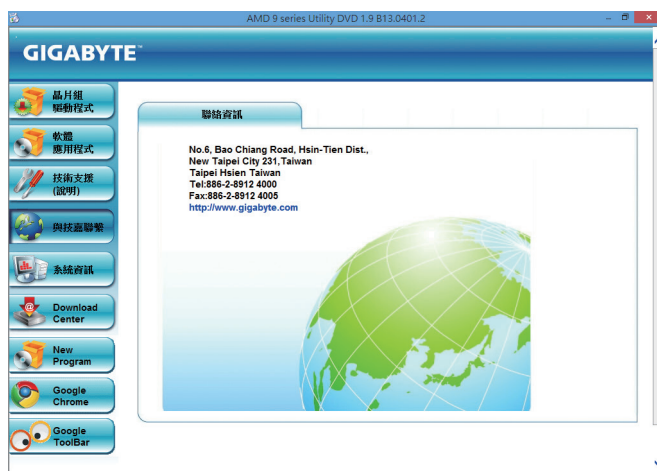 AMD 9 series Utility DVD 1.9 B13.0401.2
GIGABYTE™
晶片組
驅動程式
軟體
應用程式
技術支援
(說明)
與技嘉聯繫
系統資訊
Download
Center
New
Program
Google
Chrome
Google
ToolBar
聯絡資訊
No.6, Bao Chiang Road, Hsin-Tien Dist.,
New Taipei City 231,Taiwan
Taipei Hsien Taiwan
Tel:886-2-8912 4000
Fax:886-2-8912 4005
http://www.gigabyte.com